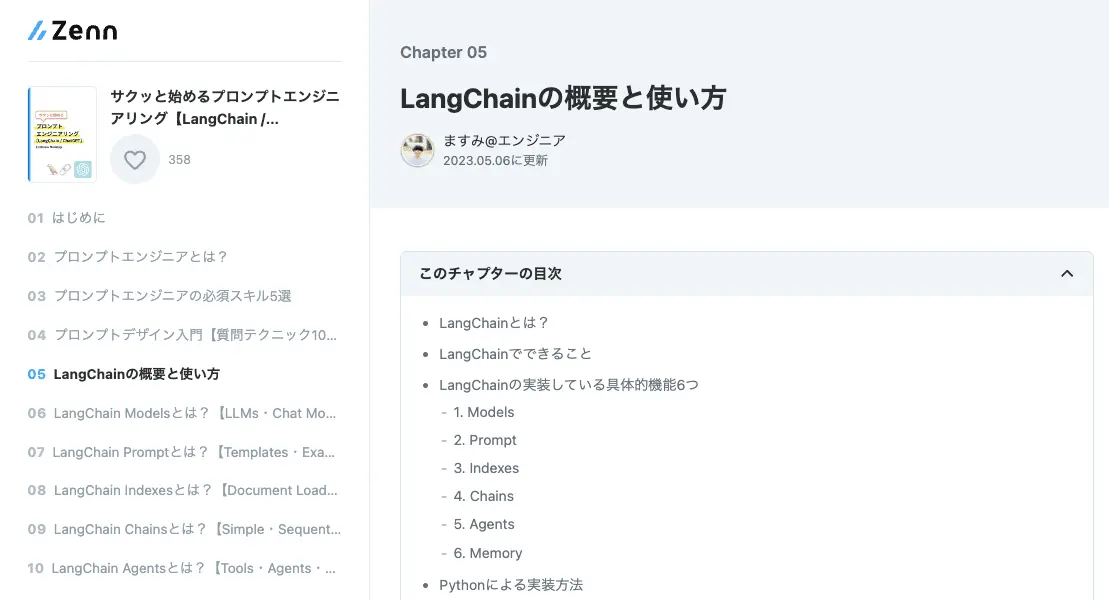 Zenn
サクッと始めるプロンプトエンジニ
アリング【LangChain /...
358
01 はじめに
02 プロンプトエンジニアとは？
03 プロンプトエンジニアの必須スキル5選
04 プロンプトデザイン入門【質問テクニック10...
05 LangChainの概要と使い方
06 LangChain Modelsとは？【LLMs・Chat Mo...
07 LangChain Promptとは？【Templates・Exa...
08 LangChain Indexesとは？【Document Load...
09 LangChain Chainsとは？【Simple・Sequent...
10 LangChain Agentsとは？【Tools・Agents・...
Chapter 05
LangChainの概要と使い方
ますみ@エンジニア
2023.05.06に更新
このチャプターの目次
• LangChainとは？
• LangChainでできること
• LangChainの実装している具体的機能6つ
- 1. Models
- 2. Prompt
- 3. Indexes
- 4. Chains
- 5. Agents
- 6. Memory
• Pythonによる実装方法